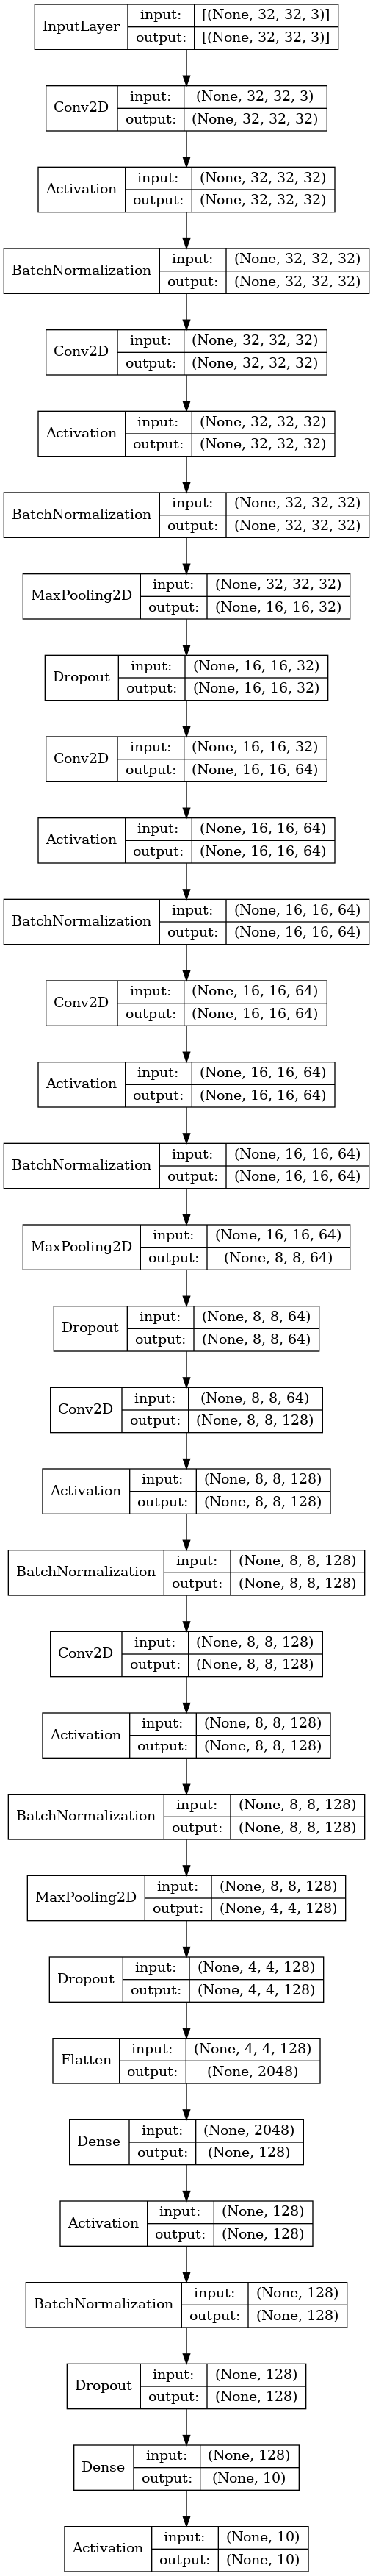 InputLayer
input: [(None, 32, 32, 3)]
output: [(None, 32, 32, 3)]
Conv2D
input: (None, 32, 32, 3)
output: (None, 32, 32, 32)
Activation
input: (None, 32, 32, 32)
output: (None, 32, 32, 32)
BatchNormalization
input: (None, 32, 32, 32)
output: (None, 32, 32, 32)
Conv2D
input: (None, 32, 32, 32)
output: (None, 32, 32, 32)
Activation
input: (None, 32, 32, 32)
output: (None, 32, 32, 32)
BatchNormalization
input: (None, 32, 32, 32)
output: (None, 32, 32, 32)
MaxPooling2D
input: (None, 32, 32, 32)
output: (None, 16, 16, 32)
Dropout
input: (None, 16, 16, 32)
output: (None, 16, 16, 32)
Conv2D
input: (None, 16, 16, 32)
output: (None, 16, 16, 64)
Activation
input: (None, 16, 16, 64)
output: (None, 16, 16, 64)
BatchNormalization
input: (None, 16, 16, 64)
output: (None, 16, 16, 64)
Conv2D
input: (None, 16, 16, 64)
output: (None, 16, 16, 64)
Activation
input: (None, 16, 16, 64)
output: (None, 16, 16, 64)
BatchNormalization
input: (None, 16, 16, 64)
output: (None, 16, 16, 64)
MaxPooling2D
input: (None, 16, 16, 64)
output: (None, 8, 8, 64)
Dropout
input: (None, 8, 8, 64)
output: (None, 8, 8, 64)
Conv2D
input: (None, 8, 8, 64)
output: (None, 8, 8, 128)
Activation
input: (None, 8, 8, 128)
output: (None, 8, 8, 128)
BatchNormalization
input: (None, 8, 8, 128)
output: (None, 8, 8, 128)
Conv2D
input: (None, 8, 8, 128)
output: (None, 8, 8, 128)
Activation
input: (None, 8, 8, 128)
output: (None, 8, 8, 128)
BatchNormalization
input: (None, 8, 8, 128)
output: (None, 8, 8, 128)
MaxPooling2D
input: (None, 8, 8, 128)
output: (None, 4, 4, 128)
Dropout
input: (None, 4, 4, 128)
output: (None, 4, 4, 128)
Flatten
input: (None, 4, 4, 128)
output: (None, 2048)
Dense
input: (None, 2048)
output: (None, 128)
Activation
input: (None, 128)
output: (None, 128)
BatchNormalization
input: (None, 128)
output: (None, 128)
Dropout
input: (None, 128)
output: (None, 128)
Dense
input: (None, 128)
output: (None, 10)
Activation
input: (None, 10)
output: (None, 10)